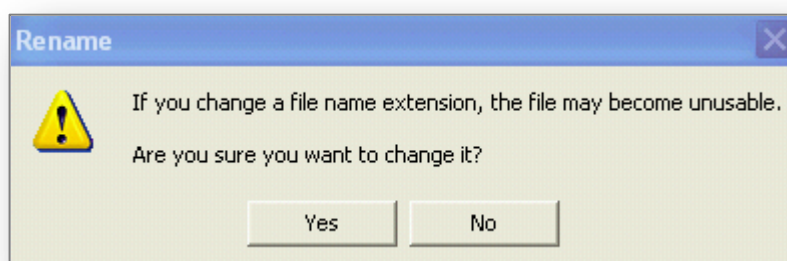 Rename
If you change a file name extension, the file may become unusable.
Are you sure you want to change it?
Yes No